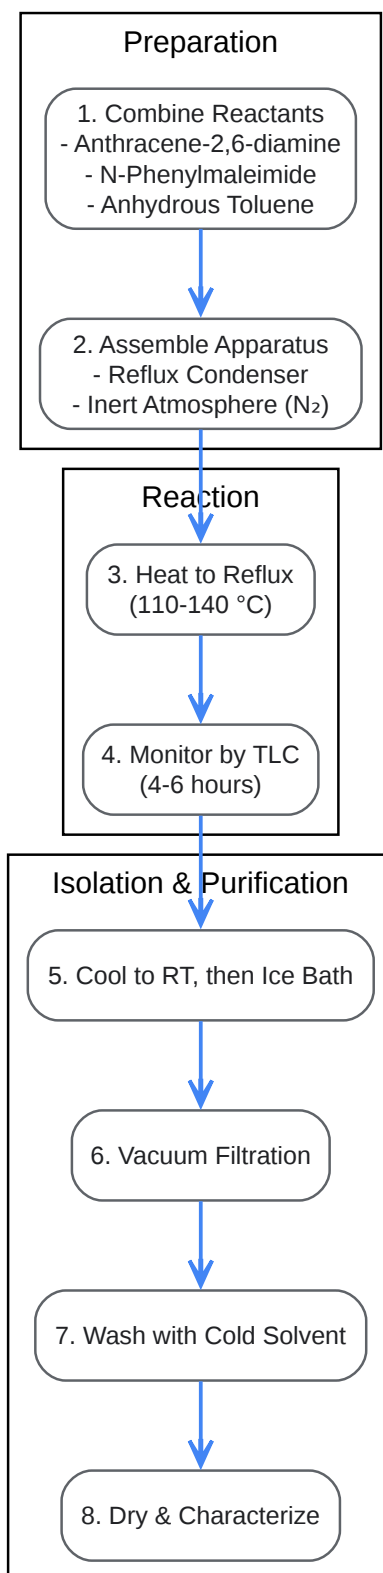 Preparation
1. Combine Reactants
- Anthracene-2,6-diamine
- N-Phenylmaleimide
- Anhydrous Toluene
2. Assemble Apparatus
- Reflux Condenser
- Inert Atmosphere (N₂)
Reaction
3. Heat to Reflux
(110-140 °C)
4. Monitor by TLC
(4-6 hours)
Isolation & Purification
5. Cool to RT, then Ice Bath
6. Vacuum Filtration
7. Wash with Cold Solvent
8. Dry & Characterize